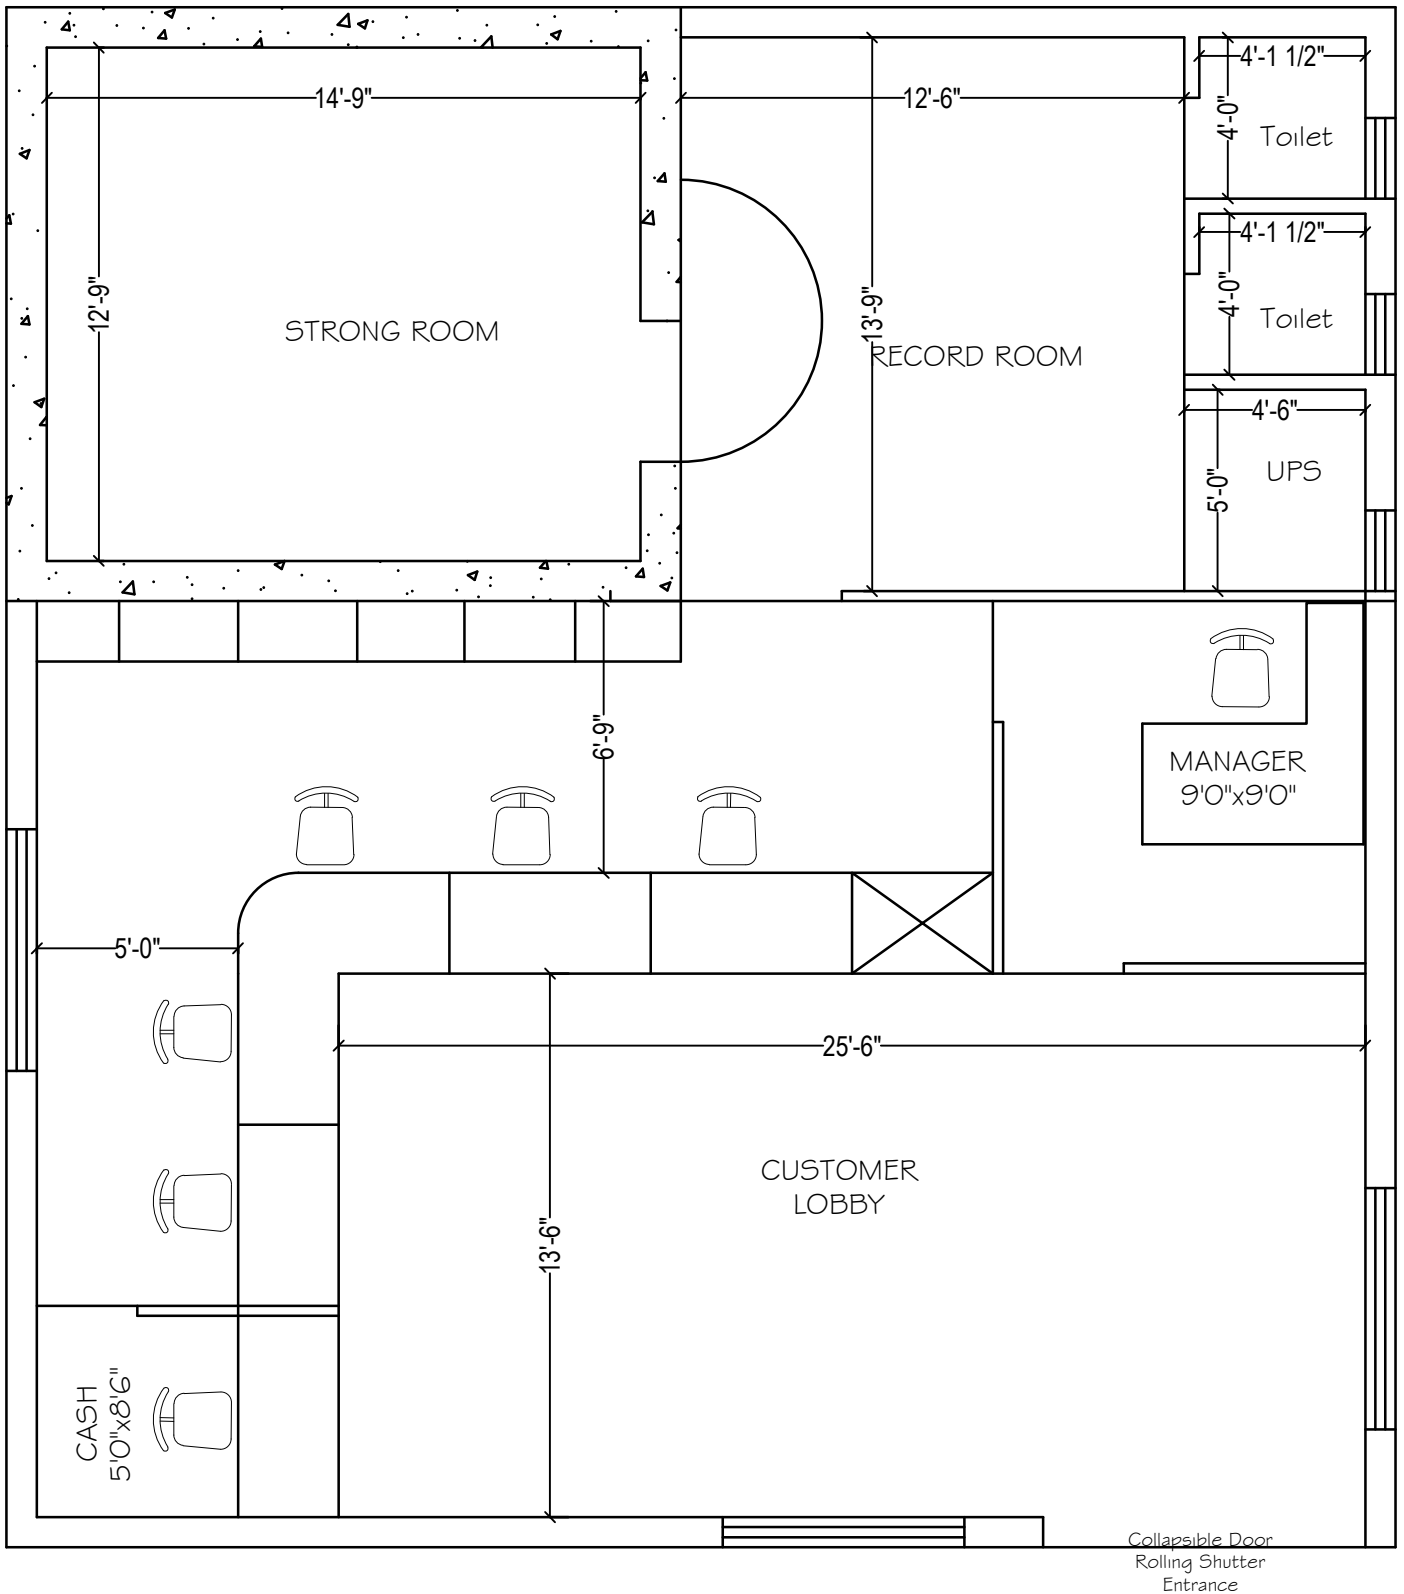 4'-1 1/2"
14'-9"
12'-6"
4'-0"
Toilet
4'-1 1/2"
12'-9"
STRONG ROOM
13'-9"
RECORD ROOM
4'-0"
Toilet
4'-6"
5'-0"
UPS
6'-9"
MANAGER
9'0"x9'0"
5'-0"
25'-6"
CUSTOMER
LOBBY
13'-6"
CASH
5'0"x8'6"
Collapsible Door
Rolling Shutter
Entrance